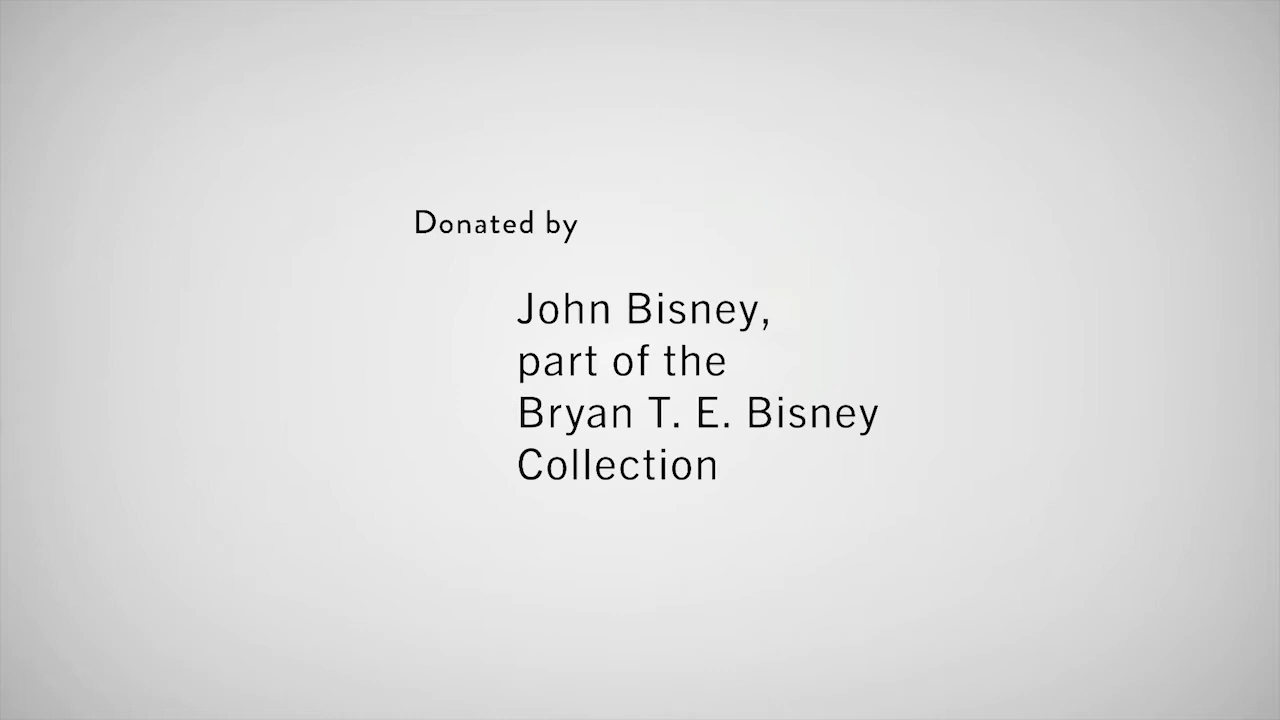 Donated by
John Bisney,
part of the
Bryan T. E. Bisney
Collection